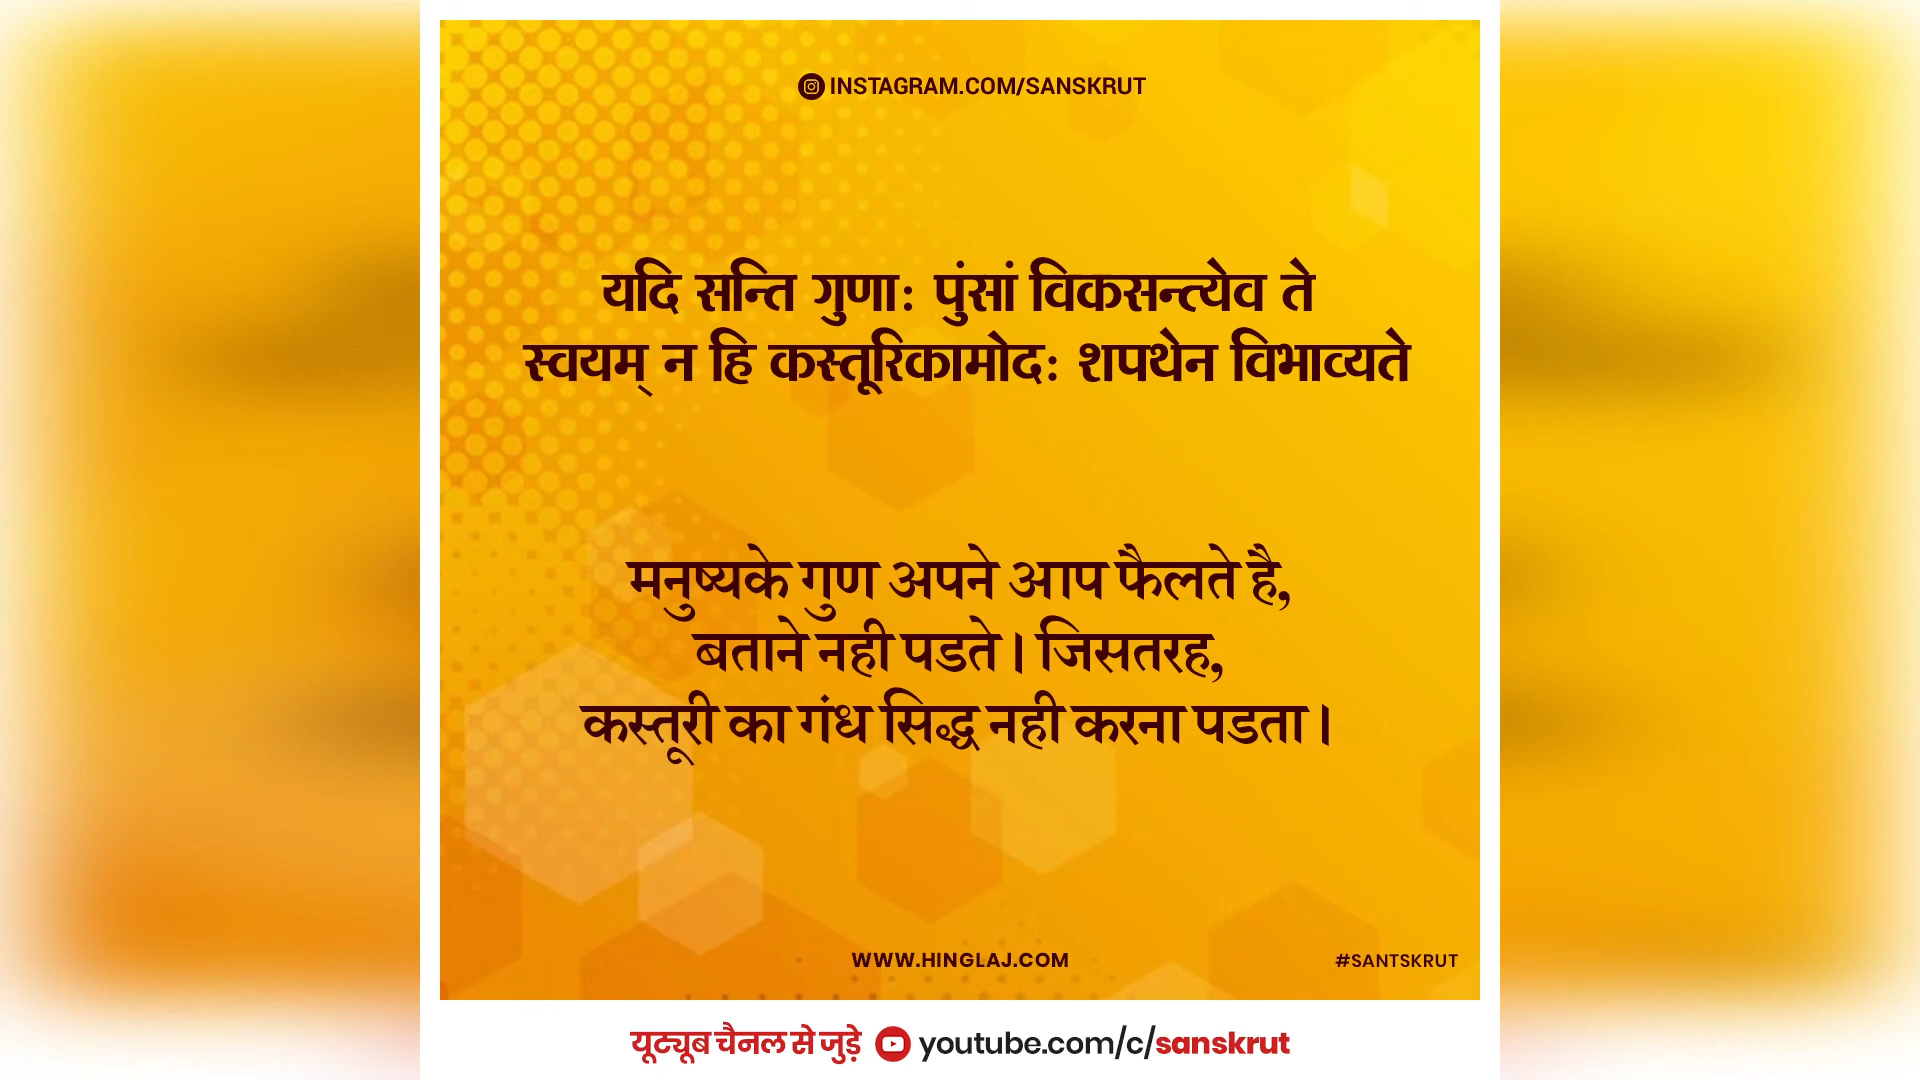 INSTAGRAM.COM/SANSKRUT
यदि सन्ति गुणाः पुंसां विकसन्त्येव ते
स्वयम् न हि कस्तूरिकामोदः शपथेन विभाव्यते
मनुष्यके गुण अपने आप फैलते है,
बताने नही पडते। जिसतरह,
कस्तूरी का गंध सिद्ध नही करना पडता।
WWW.HINGLAJ.COM
#SANTSKRUT
यूट्यूब चैनल से जुड़े youtube.com/c/sanskrut